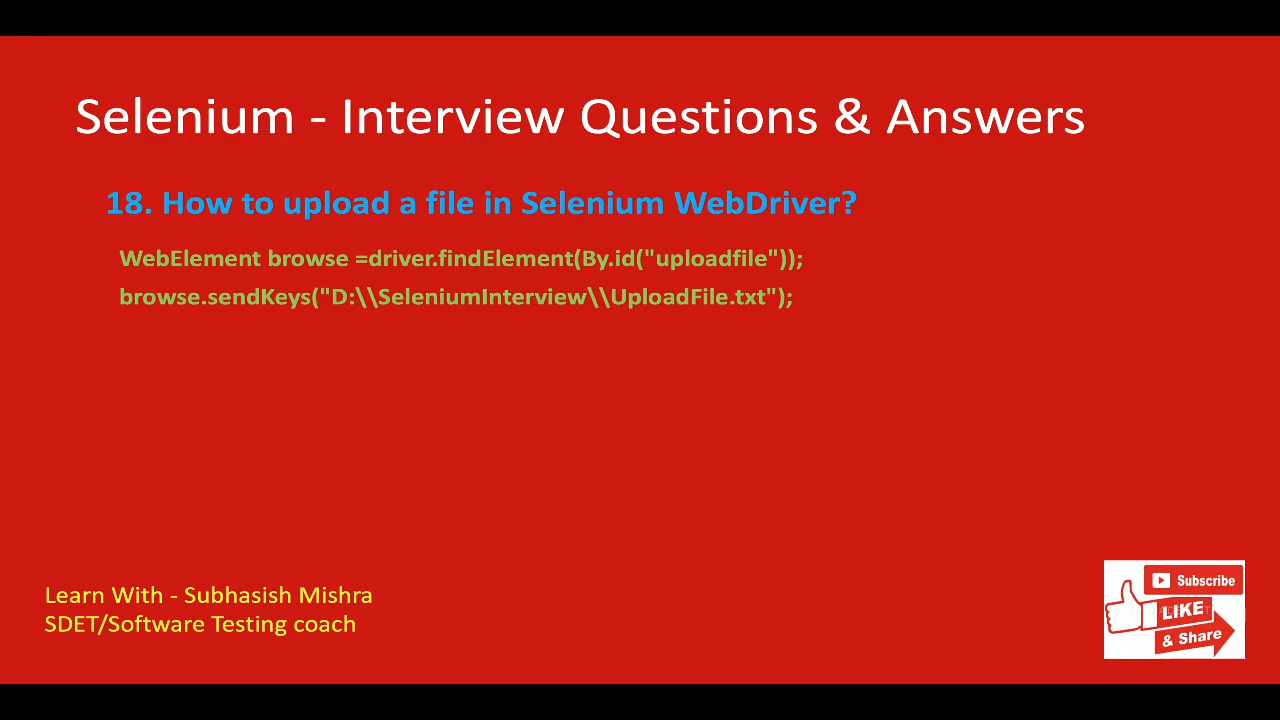 Selenium - Interview Questions & Answers
18. How to upload a file in Selenium WebDriver?
WebElement browse =driver.findElement(By.id("uploadfile"));
browse.sendKeys("D:\\SeleniumInterview\\UploadFile.txt");
Learn With - Subhasish Mishra
SDET/Software Testing coach
Subscribe
LIKE
& Share